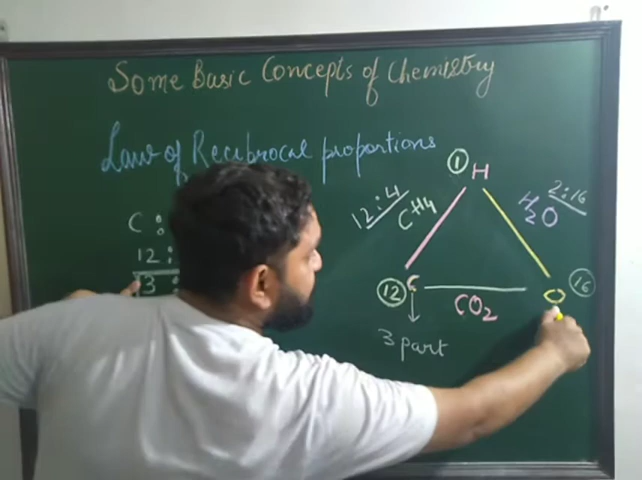 Some Basic Concepts of Chemistry
Law of Reciprocal proportions
C :
12 :
3 :
1 H
12:4
CH4
H2O
2:16
12 C
CO2
O 16
3 part